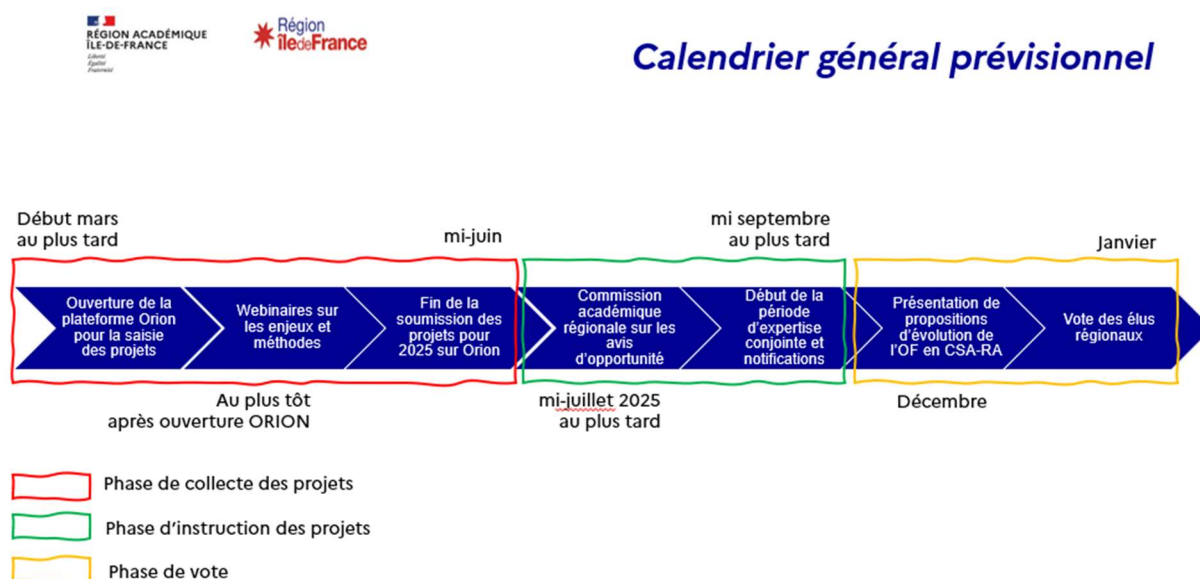 RÉGION ACADÉMIQUE
ÎLE-DE-FRANCE
Liberté
Égalité
Fraternité
Région
îledeFrance
Calendrier général prévisionnel
Début mars
au plus tard
mi-juin
mi septembre
au plus tard
Janvier
Ouverture de la
plateforme Orion
pour la saisie
des projets
Webinaires sur
les enjeux et
méthodes
Fin de la
soumission des
projets pour
2025 sur Orion
Commission
académique
régionale sur les
avis
d'opportunité
Début de la
période
d'expertise
conjointe et
notifications
Présentation de
propositions
d'évolution de
l'OF en CSA-RA
Vote des élus
régionaux
Au plus tôt
après ouverture ORION
mi-juillet 2025
au plus tard
Décembre
Phase de collecte des projets
Phase d'instruction des projets
Phase de vote